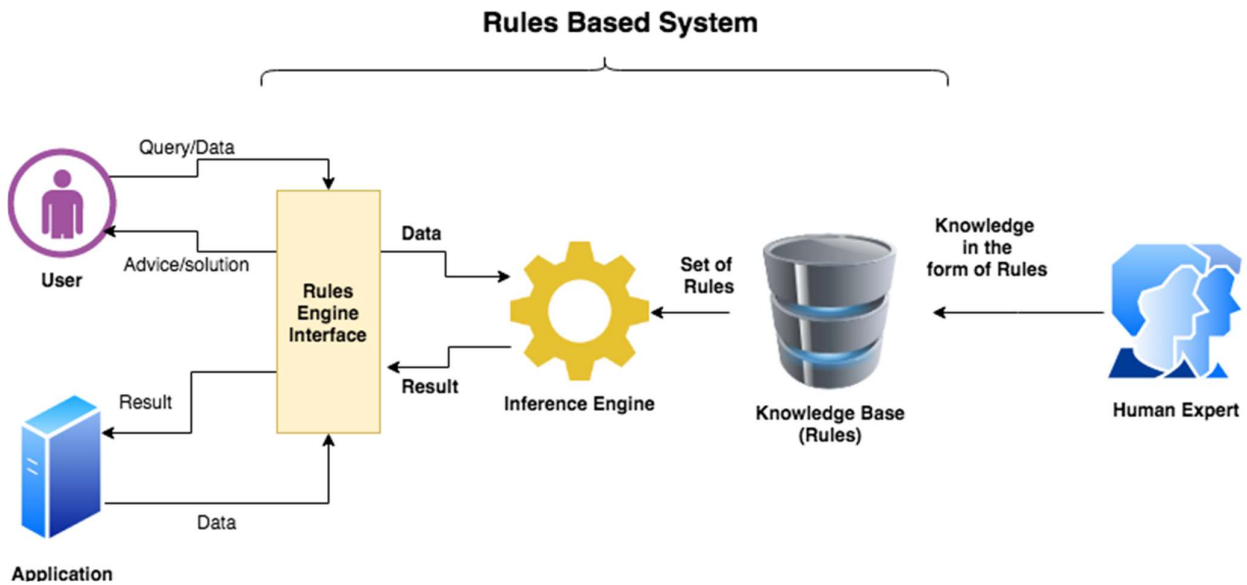 Rules Based System
Query/Data
User
Advice/solution
Rules
Engine
Interface
Data
Result
Inference Engine
Set of
Rules
Knowledge Base
(Rules)
Knowledge
in the
form of Rules
Human Expert
Result
Data
Application